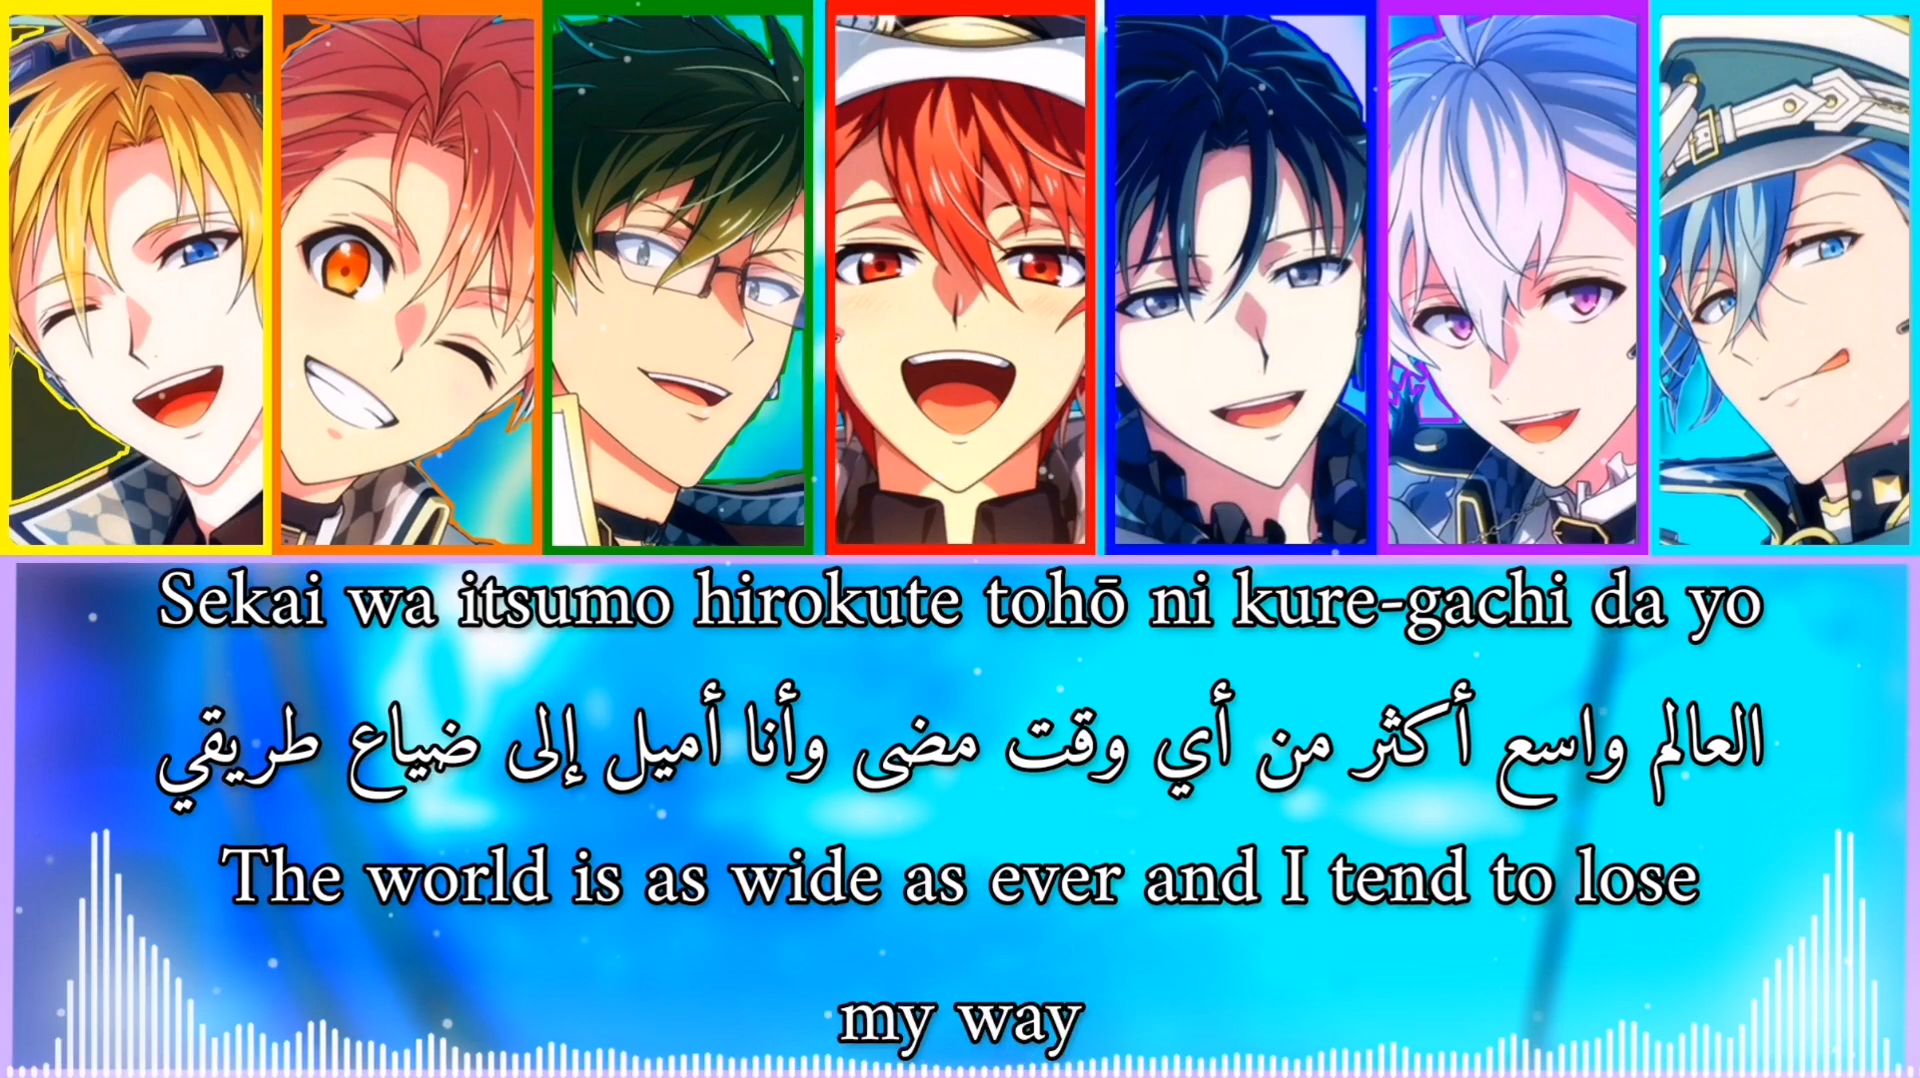 Sekai wa itsumo hirokute tohō ni kure-gachi da yo
العالم واسع أكثر من أي وقت مضى وأنا أميل إلى ضياع طريقي
The world is as wide as ever and I tend to lose
my way